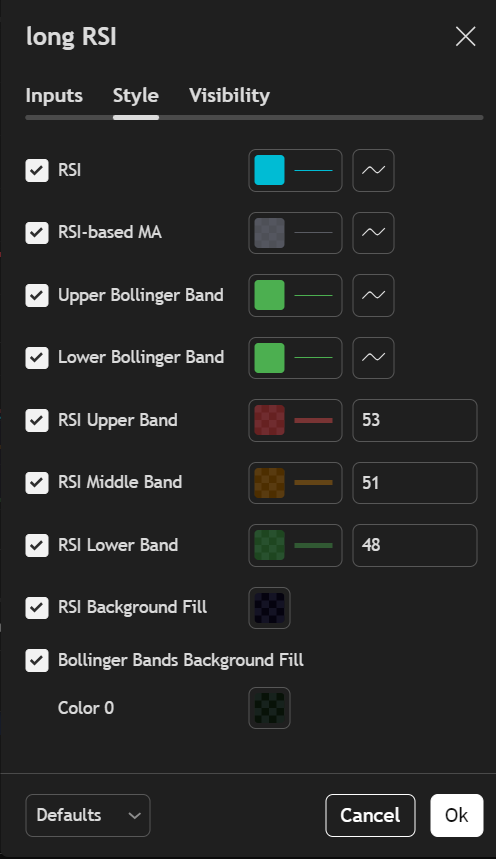 long RSI
Inputs Style Visibility
RSI
RSI-based MA
Upper Bollinger Band
Lower Bollinger Band
RSI Upper Band 53
RSI Middle Band 51
RSI Lower Band 48
RSI Background Fill
Bollinger Bands Background Fill
Color 0
Defaults Cancel Ok